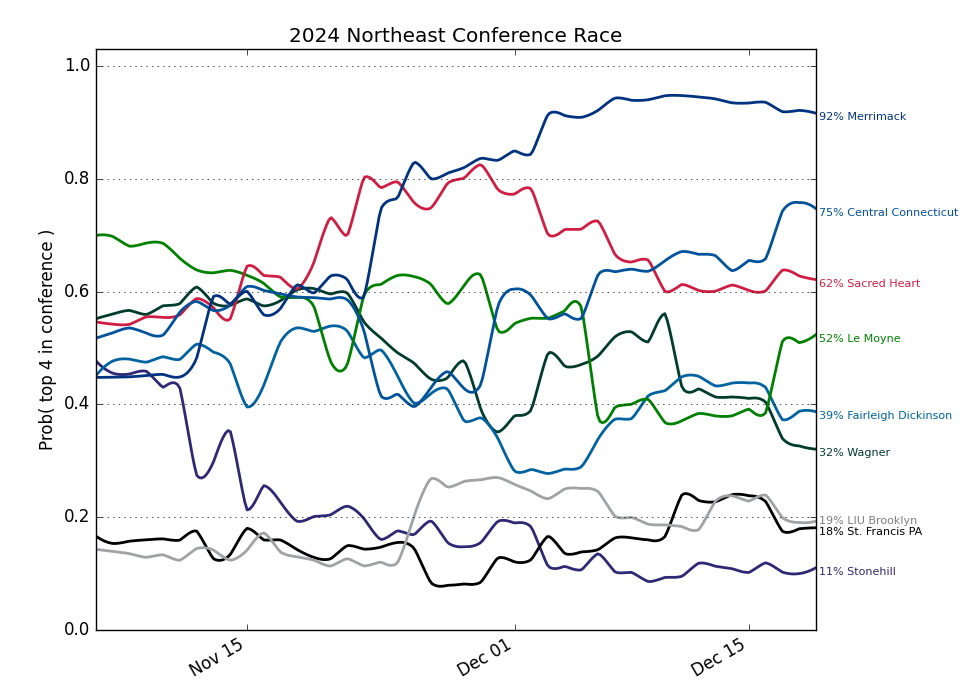 2024 Northeast Conference Race
Prob( top 4 in conference )
1.0
0.8
0.6
0.4
0.2
0.0
Nov 15
Dec 01
Dec 15
92% Merrimack
75% Central Connecticut
62% Sacred Heart
52% Le Moyne
39% Fairleigh Dickinson
32% Wagner
19% LIU Brooklyn
18% St. Francis PA
11% Stonehill